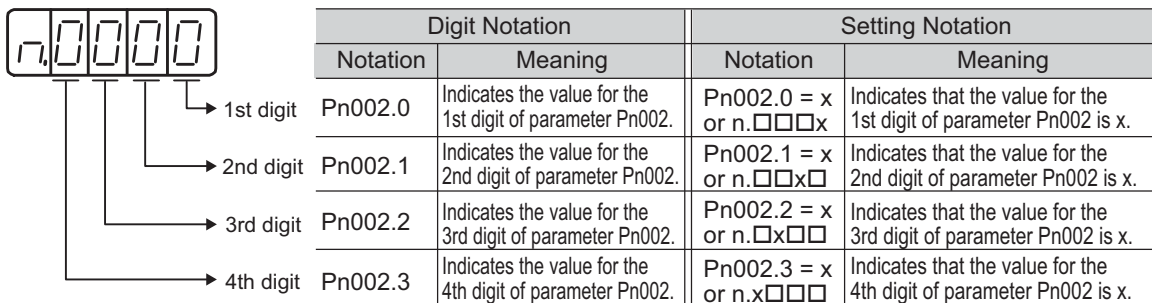 n.0000
Digit Notation Setting Notation
Notation Meaning Notation Meaning
1st digit Pn002.0 Indicates the value for the
1st digit of parameter Pn002. Pn002.0 = x
or n.□□□x Indicates that the value for the
1st digit of parameter Pn002 is x.
2nd digit Pn002.1 Indicates the value for the
2nd digit of parameter Pn002. Pn002.1 = x
or n.□□x□ Indicates that the value for the
2nd digit of parameter Pn002 is x.
3rd digit Pn002.2 Indicates the value for the
3rd digit of parameter Pn002. Pn002.2 = x
or n.□x□□ Indicates that the value for the
3rd digit of parameter Pn002 is x.
4th digit Pn002.3 Indicates the value for the
4th digit of parameter Pn002. Pn002.3 = x
or n.x□□□ Indicates that the value for the
4th digit of parameter Pn002 is x.